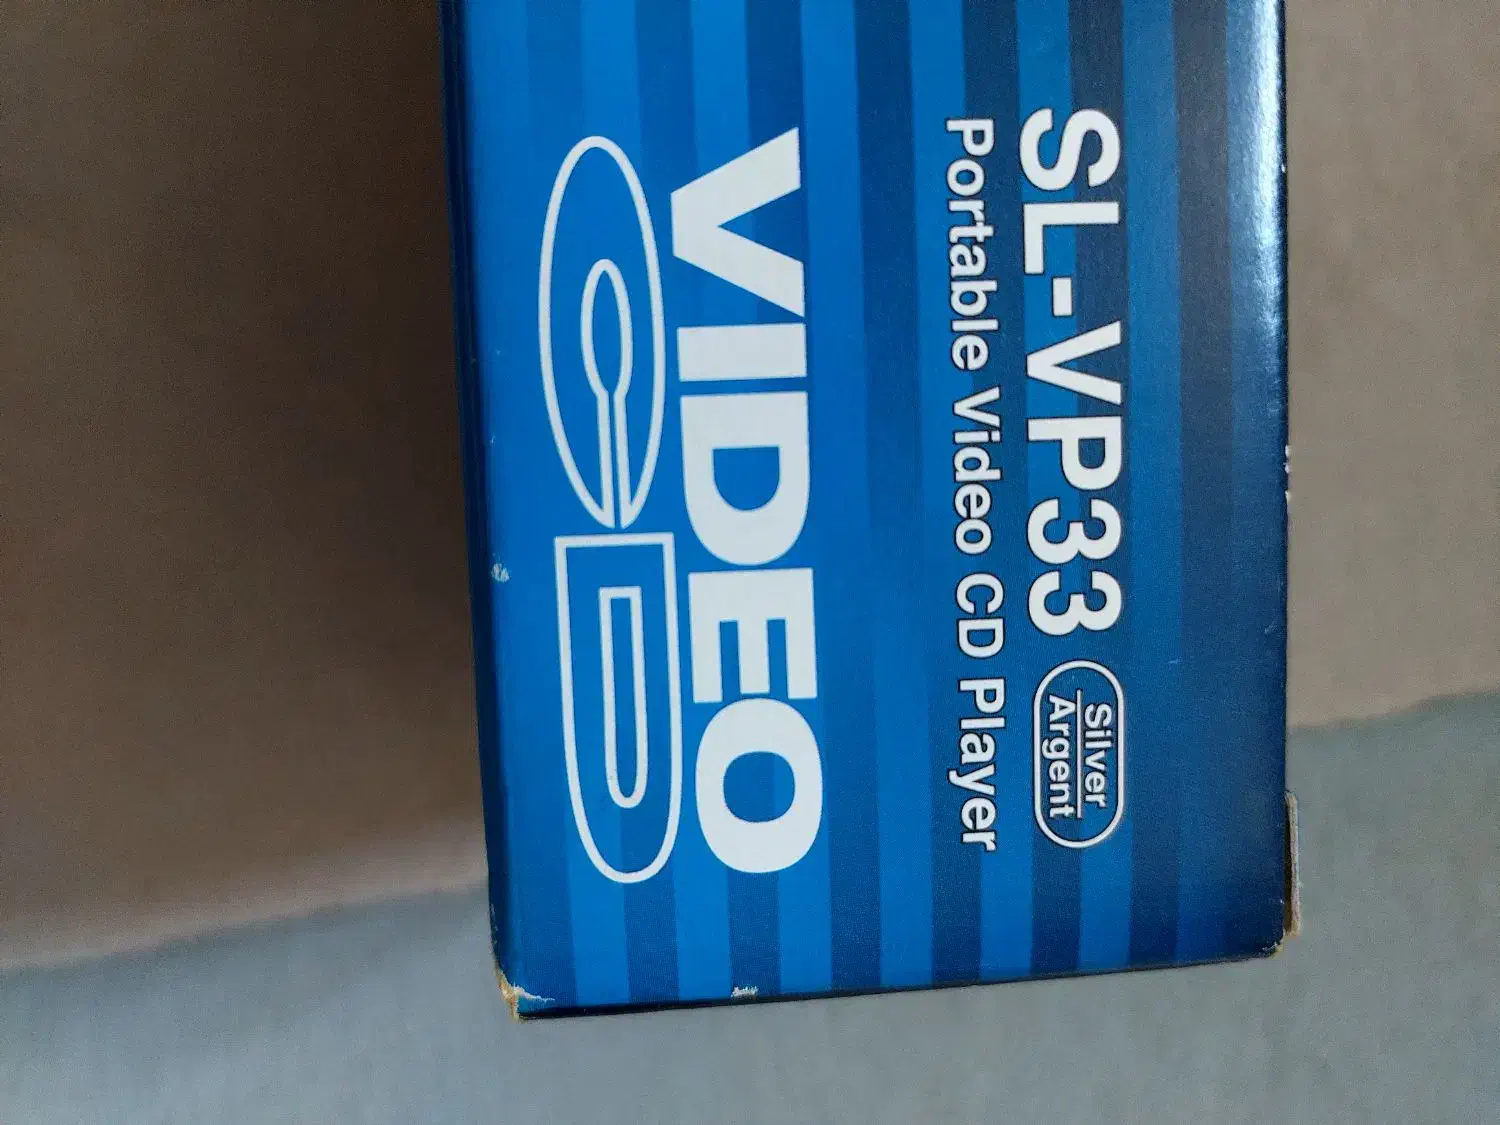 SL-VP33
Silver
Argent
Portable Video CD Player
VIDEO
CD